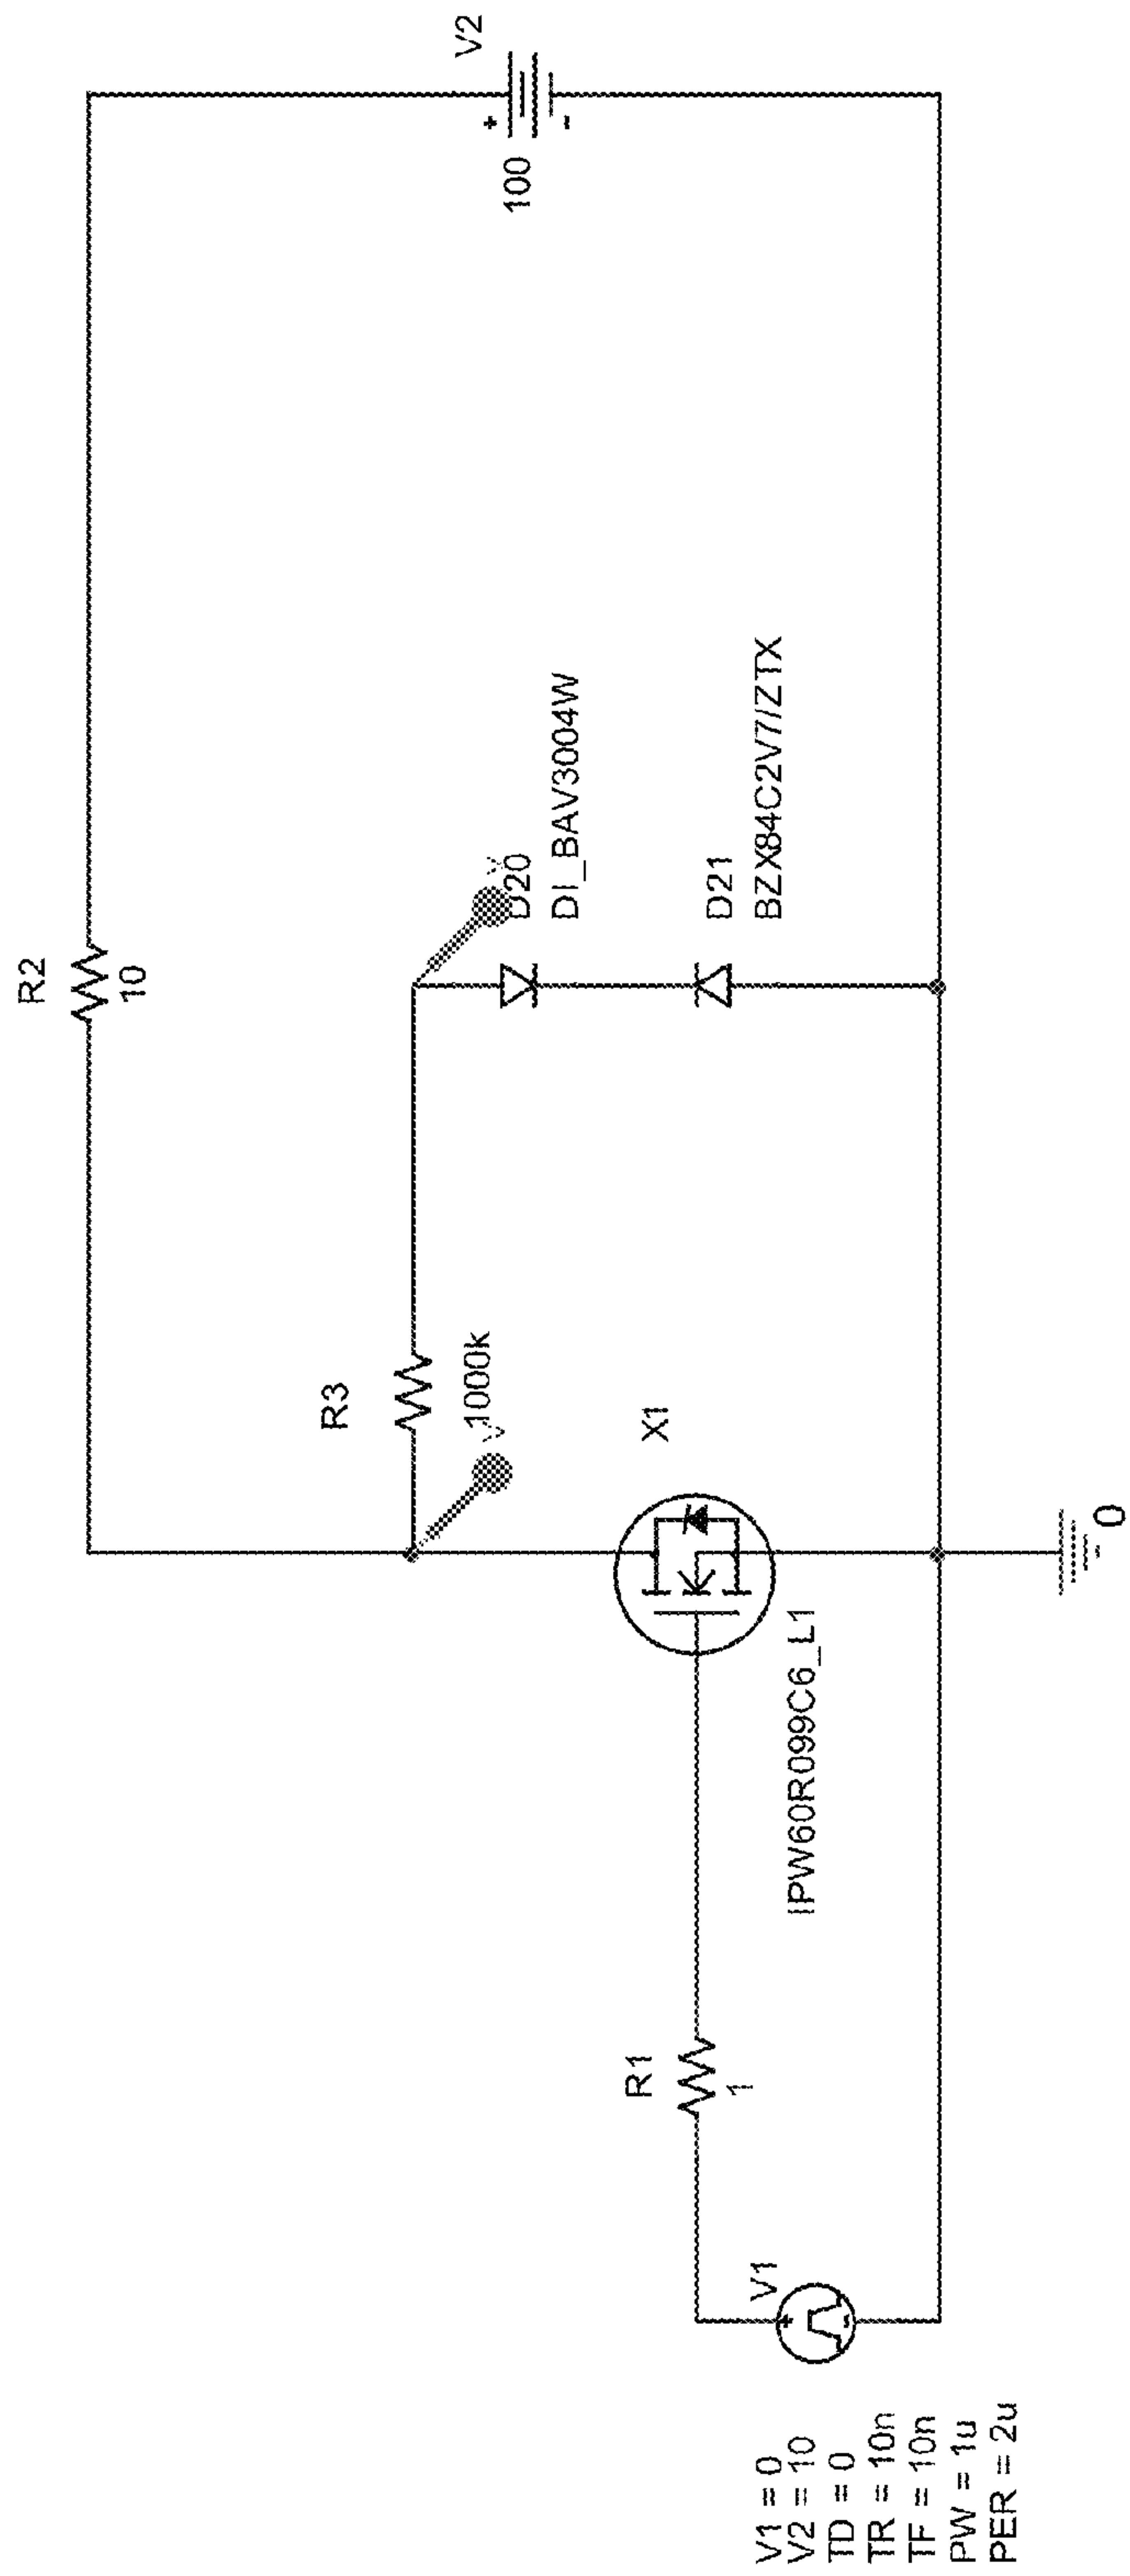 R2
10
V2
+
-
100
R3
1000k
V
V
D20
DI_BAV3004W
D21
BZX84C2V7/ZTX
X1
IPW60R099C6_L1
R1
1
V1
+
-
V1 = 0
V2 = 10
TD = 0
TR = 10n
TF = 10n
PW = 1u
PER = 2u
0